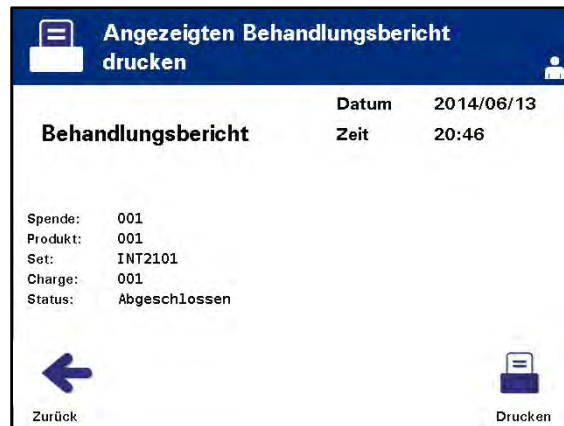 Angezeigten Behandlungsbericht
drucken
Datum 2014/06/13
Behandlungsbericht Zeit 20:46
Spende: 001
Produkt: 001
Set: INT2101
Charge: 001
Status: Abgeschlossen
Zurück Drucken